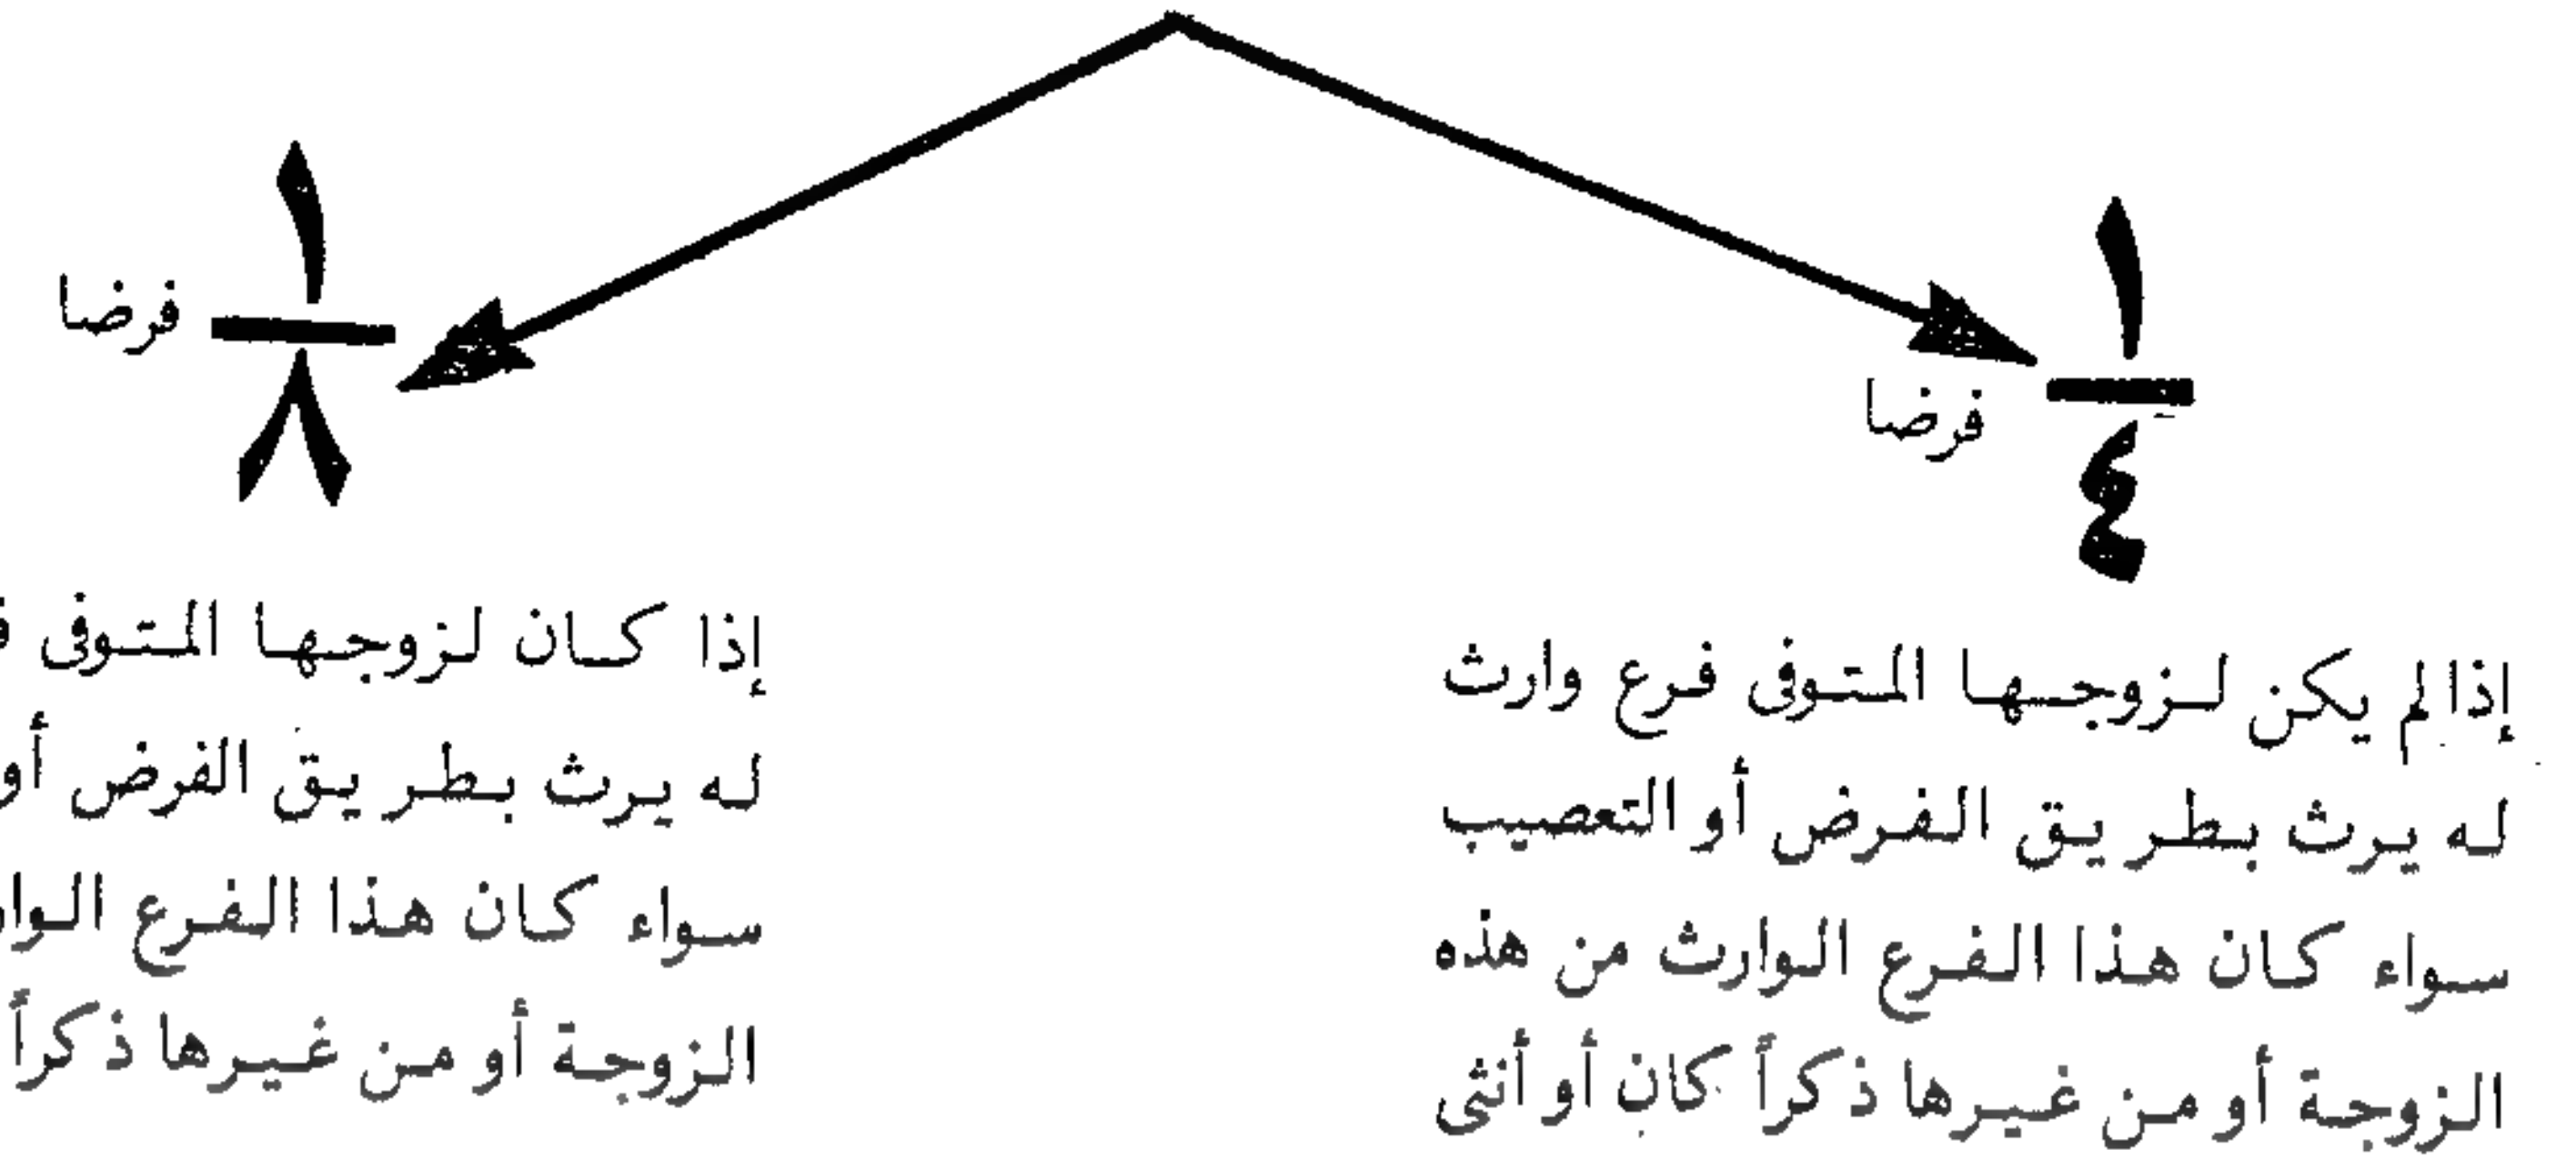 ١
٤
فرضا
إذا لم يكن لزوجها المتوفى فرع وارث
له يرث بطريق الفرض أو التعصيب
سواء كان هذا الفرع الوارث من هذه
الزوجة أو من غيرها ذكراً كان أو أنثى
١
٨
فرضا
إذا كان لزوجها المتوفى
له يرث بطريق الفرض أو
سواء كان هذا الفرع
الزوجة أو من غيرها ذكراً